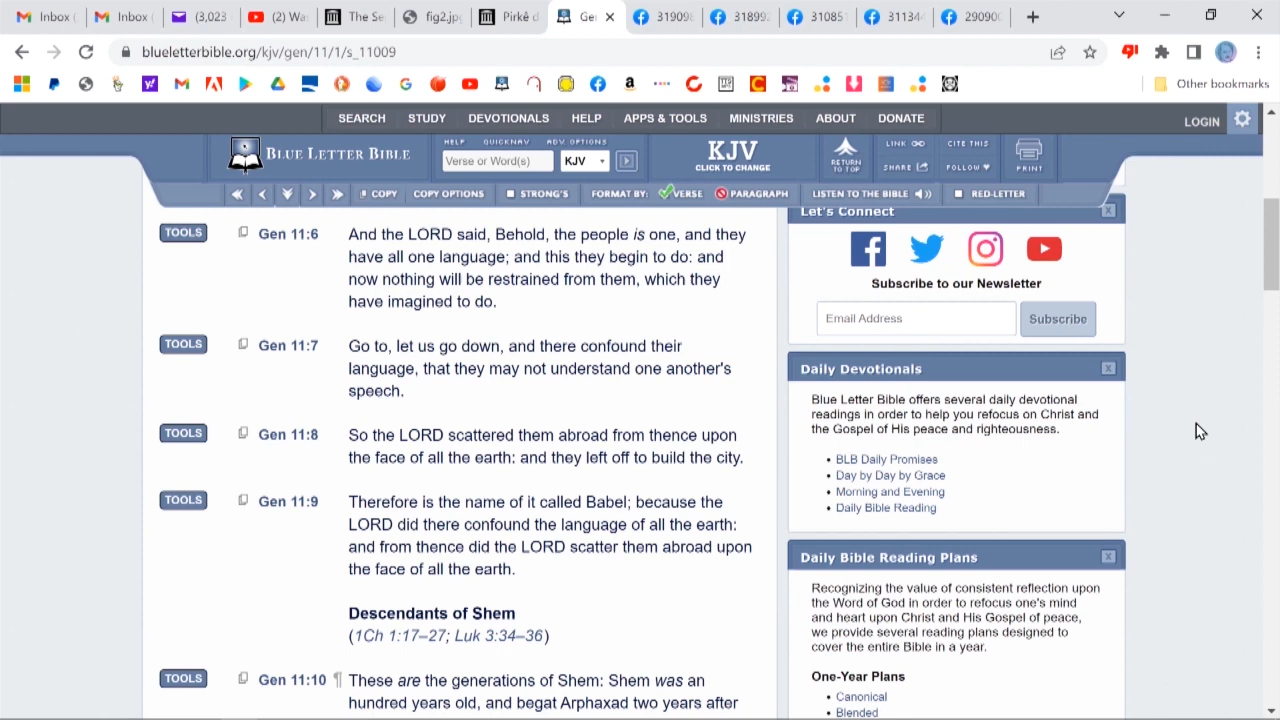 Inbox (
Inbox (
(3,023
(2) Wa
The Se
fig2.jp
Pirkê d
Ge
31909
31899
31085
31134
29090
blueletterbible.org/kjv/gen/11/1/s_11009
Other bookmarks
SEARCH STUDY DEVOTIONALS HELP APPS & TOOLS MINISTRIES ABOUT DONATE
LOGIN
BLUE LETTER BIBLE
HELP QUICKNAV ADV. OPTIONS
Verse or Word(s) KJV
KJV
CLICK TO CHANGE
RETURN
TO TOP
LINK CITE THIS
SHARE FOLLOW
PRINT
COPY COPY OPTIONS STRONG'S FORMAT BY: VERSE PARAGRAPH LISTEN TO THE BIBLE RED-LETTER
TOOLS Gen 11:6 And the LORD said, Behold, the people is one, and they
have all one language; and this they begin to do: and
now nothing will be restrained from them, which they
have imagined to do.
TOOLS Gen 11:7 Go to, let us go down, and there confound their
language, that they may not understand one another's
speech.
TOOLS Gen 11:8 So the LORD scattered them abroad from thence upon
the face of all the earth: and they left off to build the city.
TOOLS Gen 11:9 Therefore is the name of it called Babel; because the
LORD did there confound the language of all the earth:
and from thence did the LORD scatter them abroad upon
the face of all the earth.
Descendants of Shem
(1Ch 1:17–27; Luk 3:34–36)
TOOLS Gen 11:10 ¶ These are the generations of Shem: Shem was an
hundred years old, and begat Arphaxad two years after
Let's Connect
Subscribe to our Newsletter
Email Address Subscribe
Daily Devotionals
Blue Letter Bible offers several daily devotional
readings in order to help you refocus on Christ and
the Gospel of His peace and righteousness.
• BLB Daily Promises
• Day by Day by Grace
• Morning and Evening
• Daily Bible Reading
Daily Bible Reading Plans
Recognizing the value of consistent reflection upon
the Word of God in order to refocus one's mind
and heart upon Christ and His Gospel of peace,
we provide several reading plans designed to
cover the entire Bible in a year.
One-Year Plans
• Canonical
• Blended